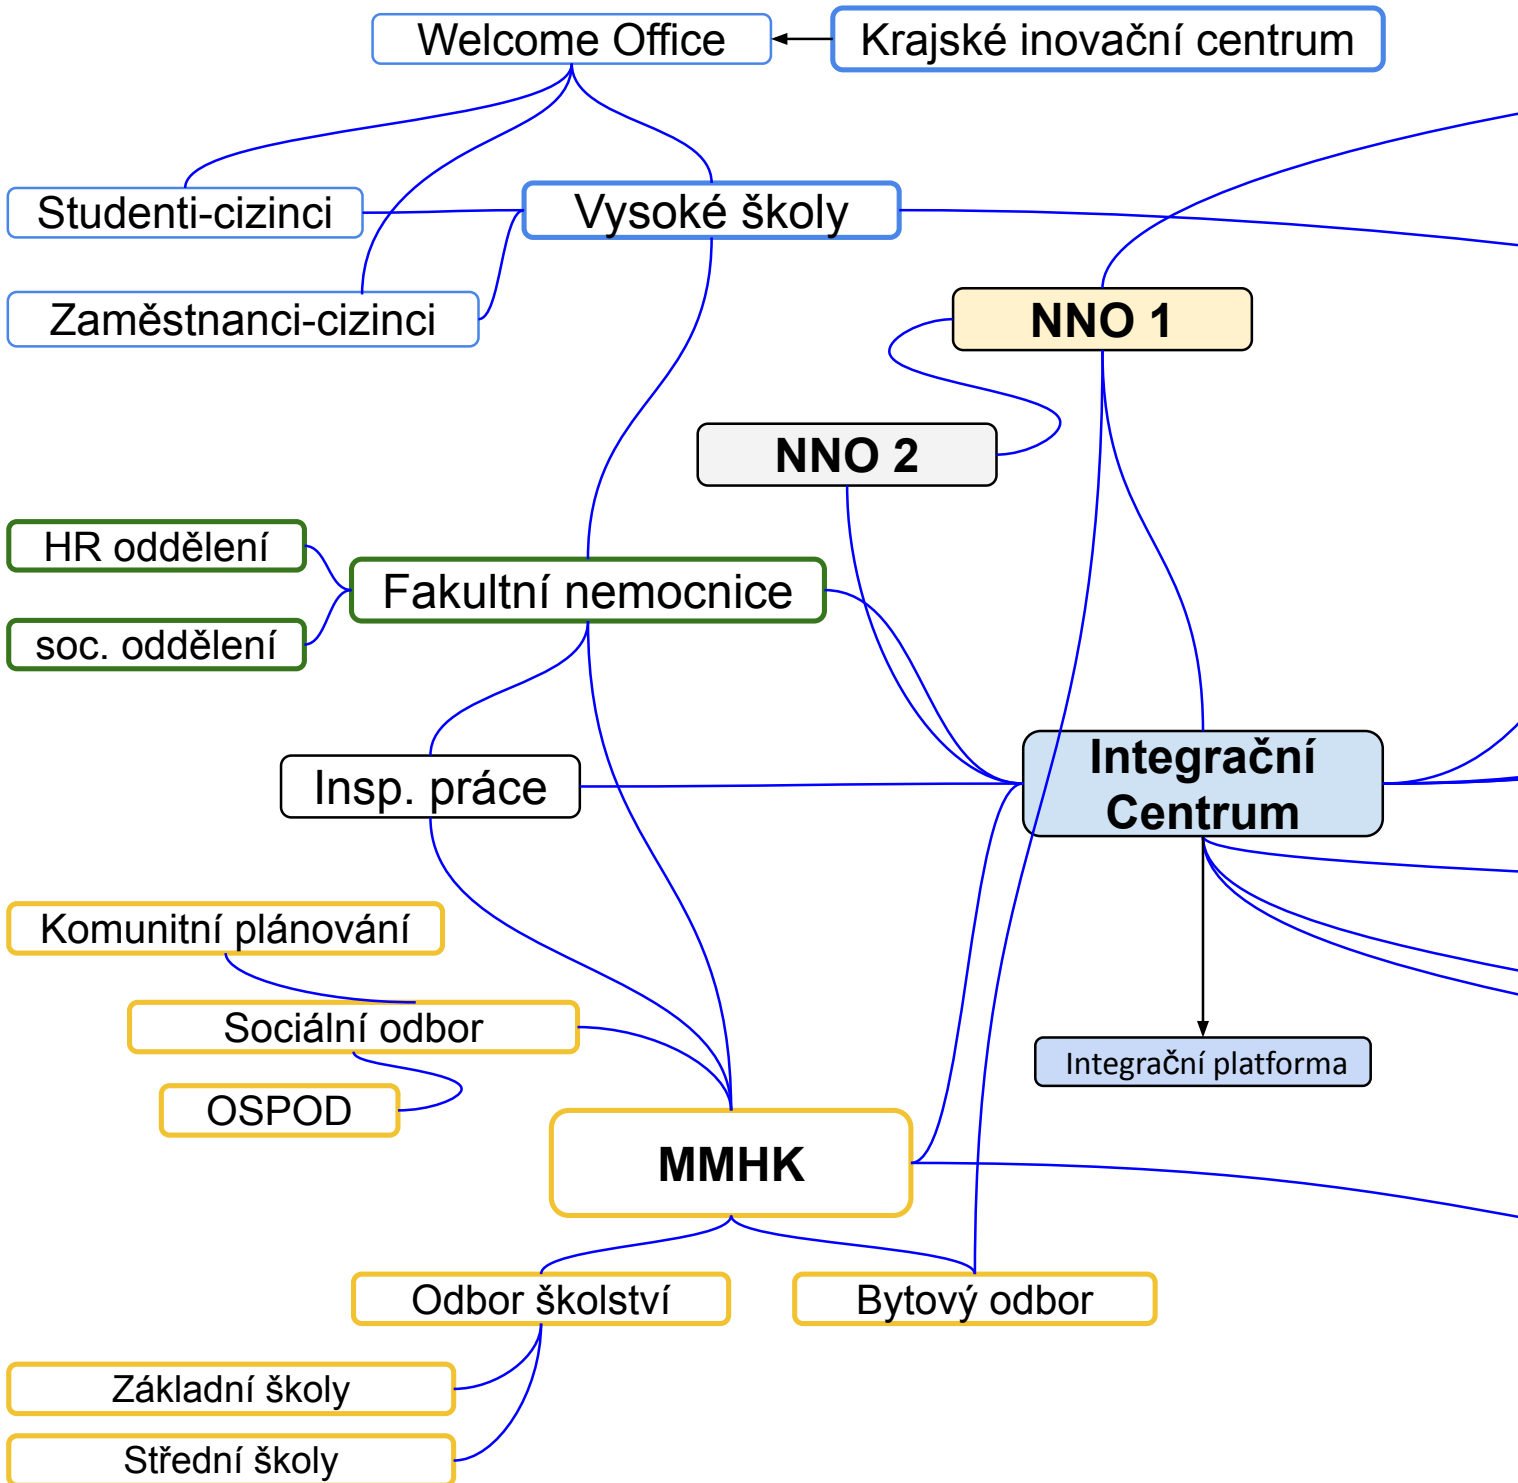 Welcome Office
Krajské inovační centrum
Studenti-cizinci
Vysoké školy
Zaměstnanci-cizinci
NNO 1
NNO 2
HR oddělení
Fakultní nemocnice
soc. oddělení
Insp. práce
Integrační
Centrum
Komunitní plánování
Sociální odbor
Integrační platforma
OSPOD
MMHK
Odbor školství
Bytový odbor
Základní školy
Střední školy